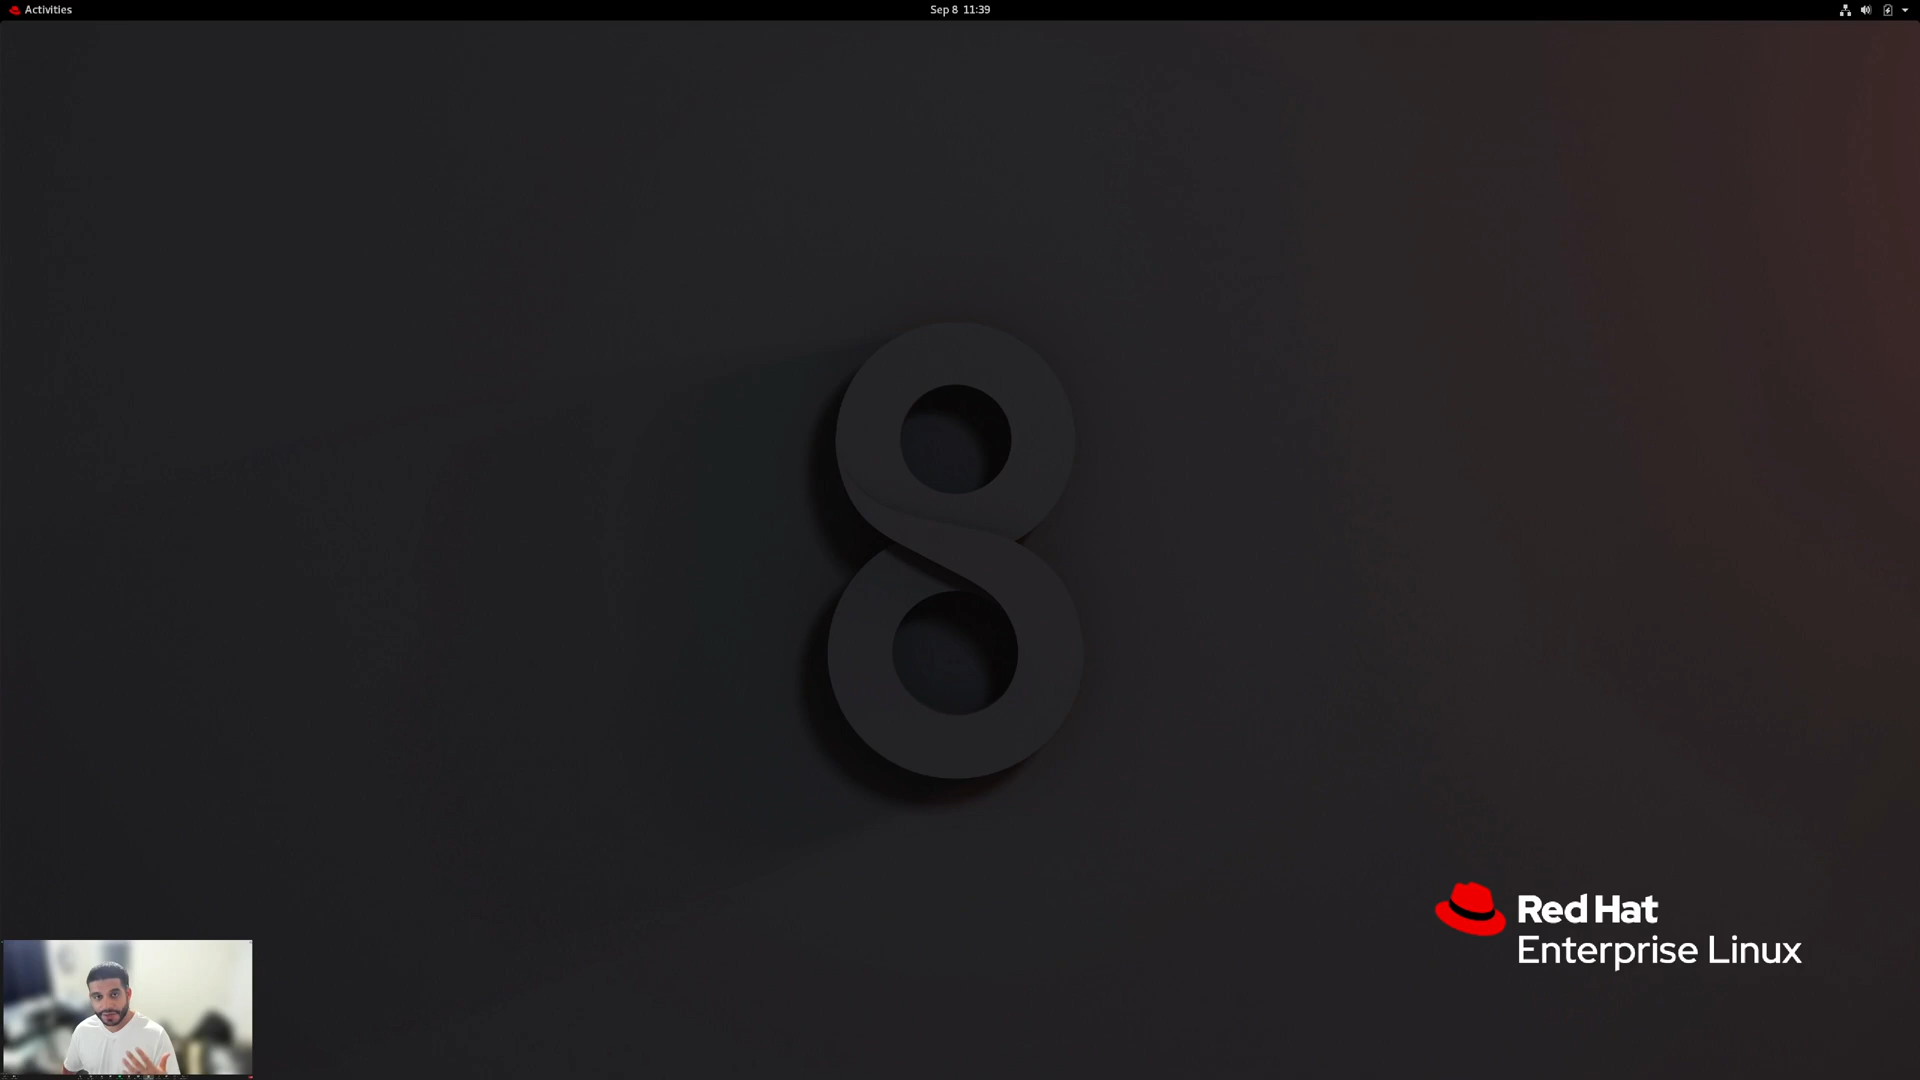 Activities
Sep 8 11:39
8
Red Hat
Enterprise Linux